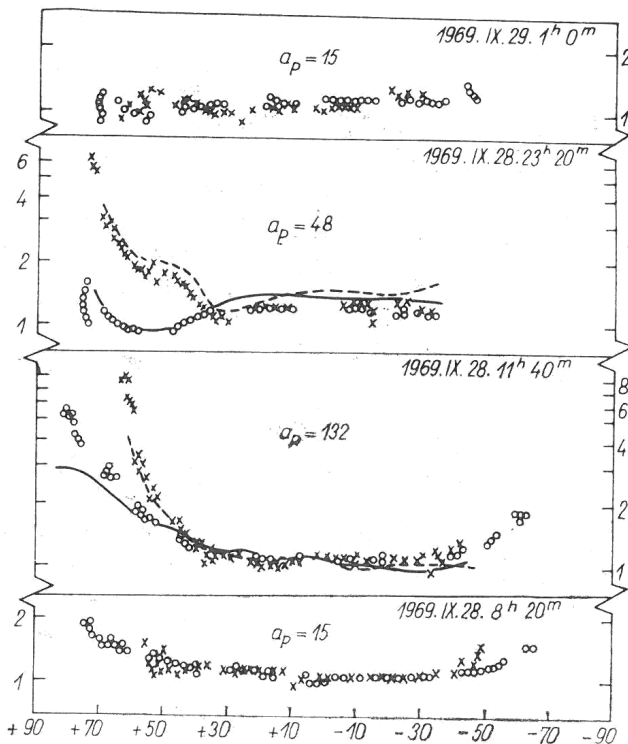 1969.IX.29. 1ʰ 0ᵐ
aₚ = 15
2
1
1969.IX.28.23ʰ 20ᵐ
6
4
2
1
aₚ = 48
1969.IX.28. 11ʰ 40ᵐ
aₚ = 132
8
6
4
2
1
1969.IX.28. 8ʰ 20ᵐ
2
1
aₚ = 15
+90 +70 +50 +30 +10 -10 -30 -50 -70 -90